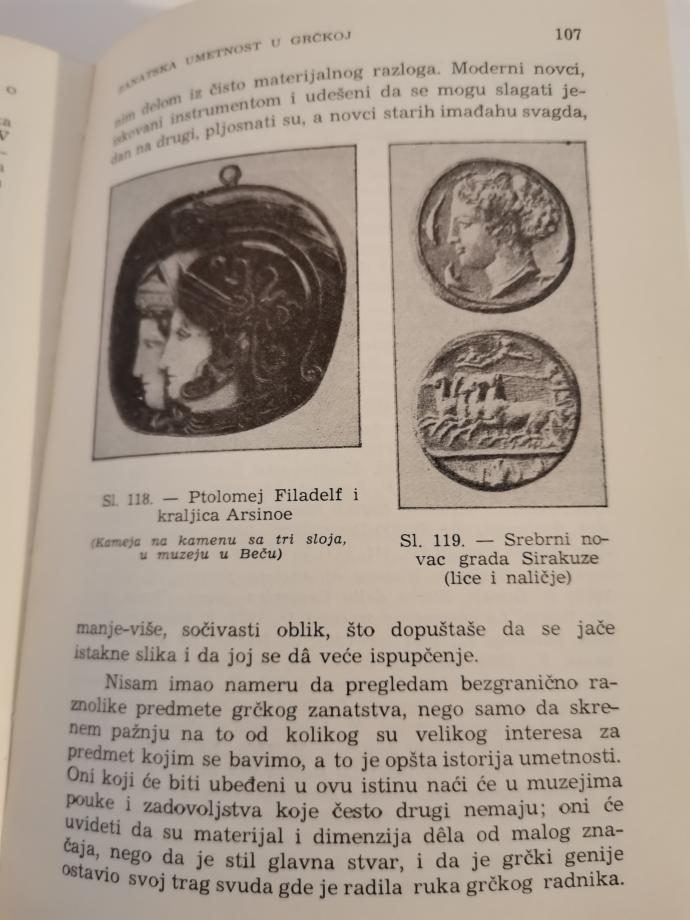 ZANATSKA UMETNOST U GRČKOJ 107
nim delom iz čisto materijalnog razloga. Moderni novci,
iskovani instrumentom i udešeni da se mogu slagati je-
dan na drugi, pljosnati su, a novci starih imađahu svagda,
Sl. 118. — Ptolomej Filadelf i
kraljica Arsinoe
(Kameja na kamenu sa tri sloja,
u muzeju u Beču)
Sl. 119. — Srebrni no-
vac grada Sirakuze
(lice i naličje)
manje-više, sočivasti oblik, što dopuštaše da se jače
istakne slika i da joj se dâ veće ispupčenje.
Nisam imao nameru da pregledam bezgranično ra-
znolike predmete grčkog zanatstva, nego samo da skre-
nem pažnju na to od kolikog su velikog interesa za
predmet kojim se bavimo, a to je opšta istorija umetnosti.
Oni koji će biti ubeđeni u ovu istinu naći će u muzejima
pouke i zadovoljstva koje često drugi nemaju; oni će
uvideti da su materijal i dimenzija dêla od malog zna-
čaja, nego da je stil glavna stvar, i da je grčki genije
ostavio svoj trag svuda gde je radila ruka grčkog radnika.